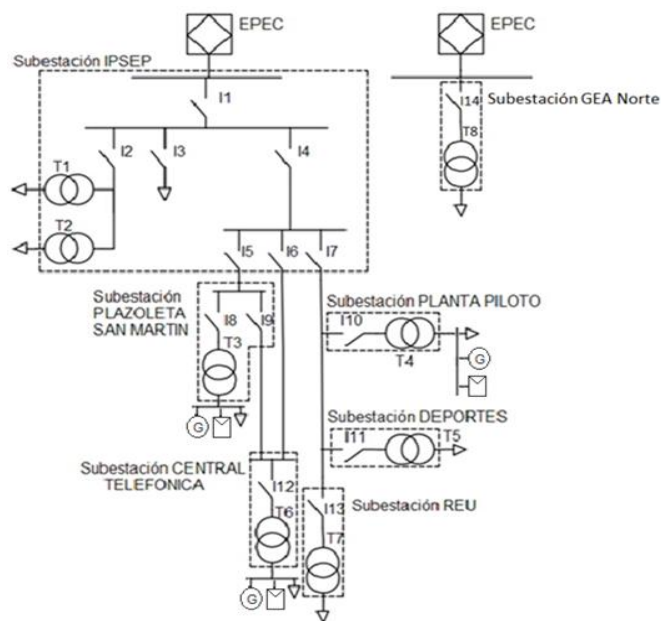 EPEC
EPEC
Subestación IPSEP
I1
I14
Subestación GEA Norte
T8
I2
I3
I4
T1
T2
I5
I6
I7
Subestación
PLAZOLETA
SAN MARTIN
I8
I9
T3
G
Subestación PLANTA PILOTO
I10
T4
G
Subestación DEPORTES
I11
T5
Subestación CENTRAL
TELEFONICA
I12
T6
G
I13
T7
Subestación REU